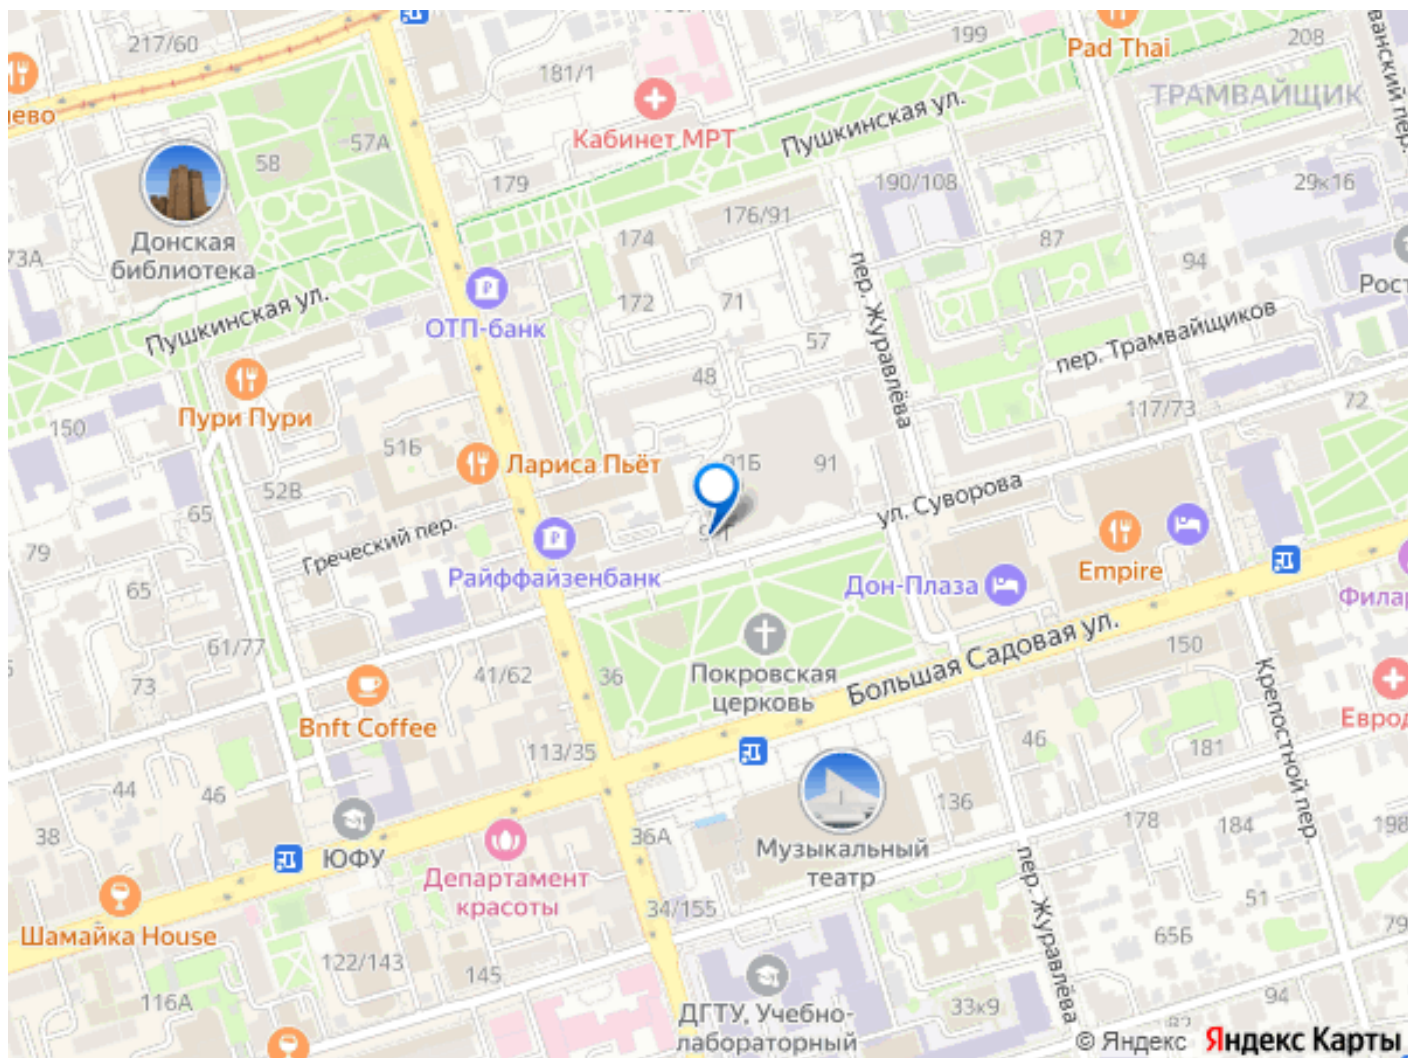 217/60
199
Pad Thai
208
181/1
ТРАМВАЙЩИК
Кабинет МРТ
Пушкинская ул.
57А
58
179
190/108
29к16
176/91
Донская
библиотека
174
87
73А
94
172
71
Пушкинская ул.
ОТП-банк
пер. Журавлёва
пер. Трамвайщиков
57
48
Пури Пури
150
117/73
72
51Б
Лариса Пьёт
91Б
91
52В
65
ул. Суворова
Греческий пер.
79
Райффайзенбанк
Empire
Дон-Плаза
65
61/77
Покровская
церковь
Большая Садовая ул.
150
73
41/62
36
Bnft Coffee
Крепостной пер.
113/35
46
181
44
46
136
38
ЮФУ
36А
Музыкальный
театр
178
184
198
Департамент
красоты
пер. Журавлёва
51
34/155
Шамайка House
65Б
79
122/143
145
116А
ДГТУ, Учебно-
лабораторный
33к9
94
© Яндекс Яндекс Карты